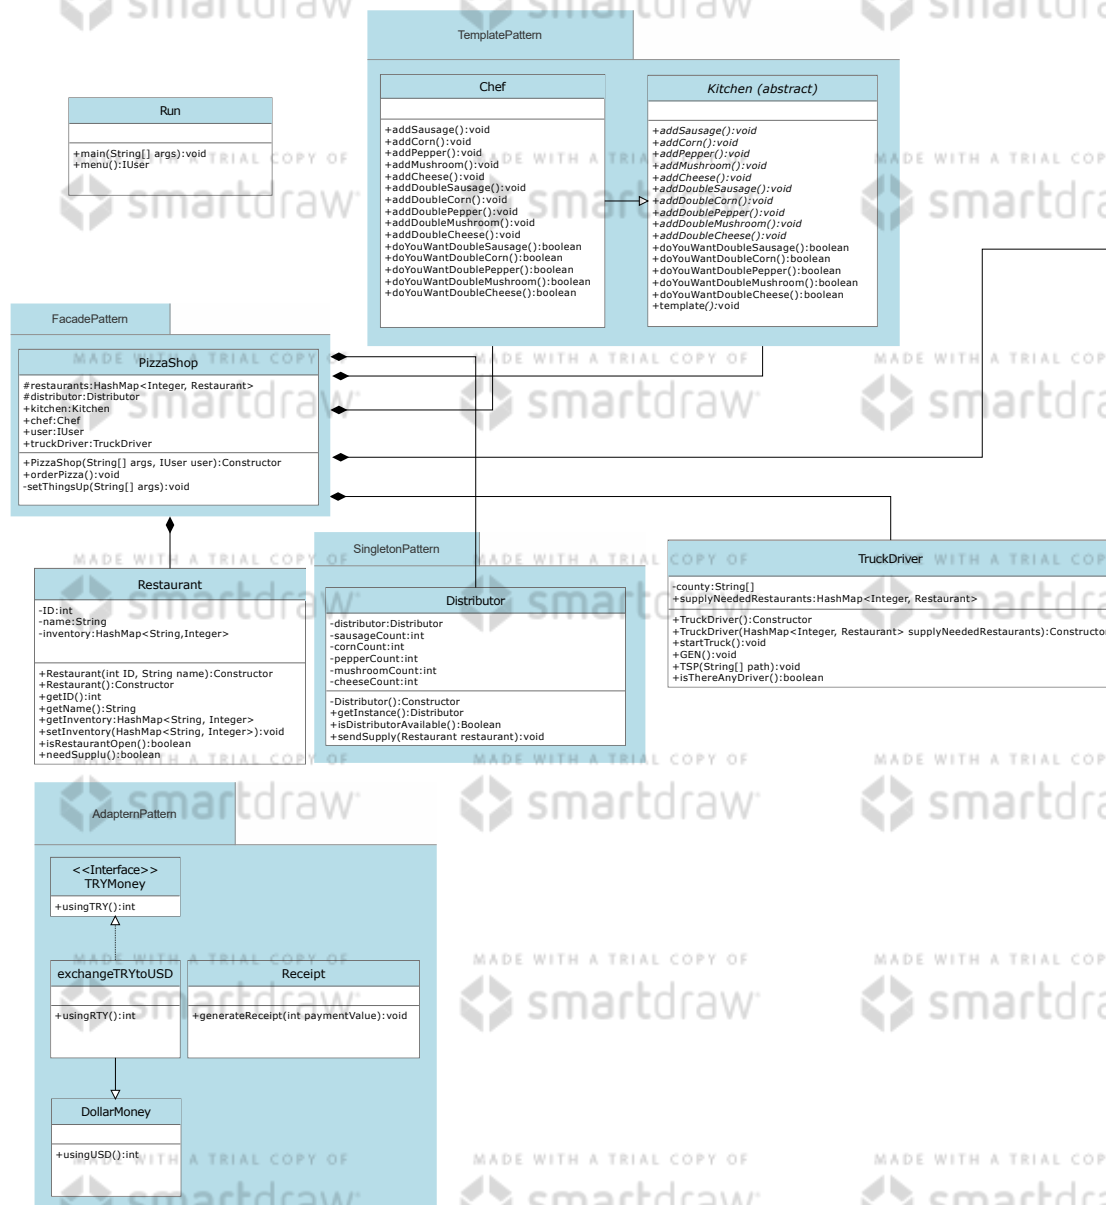 TemplatePattern
Chef
+addSausage():void
+addCorn():void
+addPepper():void
+addMushroom():void
+addCheese():void
+addDoubleSausage():void
+addDoubleCorn():void
+addDoublePepper():void
+addDoubleMushroom():void
+addDoubleCheese():void
+doYouWantDoubleSausage():boolean
+doYouWantDoubleCorn():boolean
+doYouWantDoublePepper():boolean
+doYouWantDoubleMushroom():boolean
+doYouWantDoubleCheese():boolean
Kitchen (abstract)
+addSausage():void
+addCorn():void
+addPepper():void
+addMushroom():void
+addCheese():void
+addDoubleSausage():void
+addDoubleCorn():void
+addDoublePepper():void
+addDoubleMushroom():void
+addDoubleCheese():void
+doYouWantDoubleSausage():boolean
+doYouWantDoubleCorn():boolean
+doYouWantDoublePepper():boolean
+doYouWantDoubleMushroom():boolean
+doYouWantDoubleCheese():boolean
+template():void
Run
+main(String[] args):void
+menu():IUser
FacadePattern
PizzaShop
#restaurants:HashMap<Integer, Restaurant>
#distributor:Distributor
+kitchen:Kitchen
+chef:Chef
+user:IUser
+truckDriver:TruckDriver
+PizzaShop(String[] args, IUser user):Constructor
+orderPizza():void
-setThingsUp(String[] args):void
Restaurant
-ID:int
-name:String
-inventory:HashMap<String,Integer>
+Restaurant(int ID, String name):Constructor
+Restaurant():Constructor
+getID():int
+getName():String
+getInventory:HashMap<String, Integer>
+setInventory(HashMap<String, Integer>):void
+isRestaurantOpen():boolean
+needSupplu():boolean
SingletonPattern
Distributor
-distributor:Distributor
-sausageCount:int
-cornCount:int
-pepperCount:int
-mushroomCount:int
-cheeseCount:int
-Distributor():Constructor
+getInstance():Distributor
+isDistributorAvailable():Boolean
+sendSupply(Restaurant restaurant):void
TruckDriver
-county:String[]
+supplyNeededRestaurants:HashMap<Integer, Restaurant>
+TruckDriver():Constructor
+TruckDriver(HashMap<Integer, Restaurant> supplyNeededRestaurants):Constructor
+startTruck():void
+GEN():void
+TSP(String[] path):void
+isThereAnyDriver():boolean
AdapternPattern
<<Interface>>
TRYMoney
+usingTRY():int
exchangeTRYtoUSD
+usingRTY():int
Receipt
+generateReceipt(int paymentValue):void
DollarMoney
+usingUSD():int
MADE WITH A TRIAL COPY OF
smartdraw